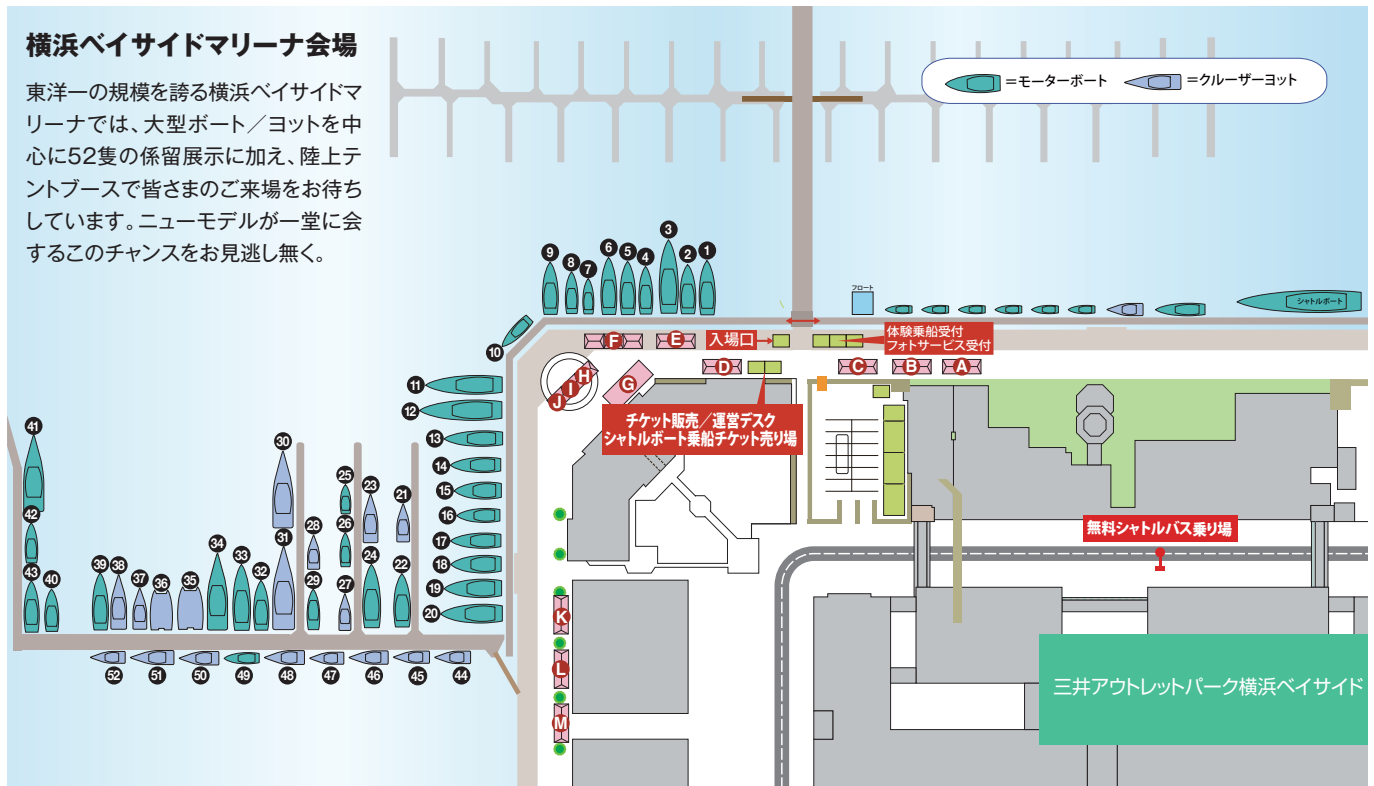 横浜ベイサイドマリーナ会場
東洋一の規模を誇る横浜ベイサイドマ
リーナでは、大型ボート／ヨットを中
心に52隻の係留展示に加え、陸上テ
ントブースで皆さまのご来場をお待ち
しています。ニューモデルが一堂に会
するこのチャンスをお見逃し無く。
=モーターボート
=クルーザーヨット
9
8
7
6
5
4
3
2
1
フロート
シャトルボート
10
F
E
入場口
体験乗船受付
フォトサービス受付
D
C
B
A
H
I
J
G
チケット販売／運営デスク
シャトルボート乗船チケット売り場
11
12
13
14
15
16
17
18
19
20
41
42
43
40
30
31
25
26
27
23
24
21
22
28
29
39
38
37
36
35
34
33
32
52
51
50
49
48
47
46
45
44
K
L
M
無料シャトルバス乗り場
三井アウトレットパーク横浜ベイサイド